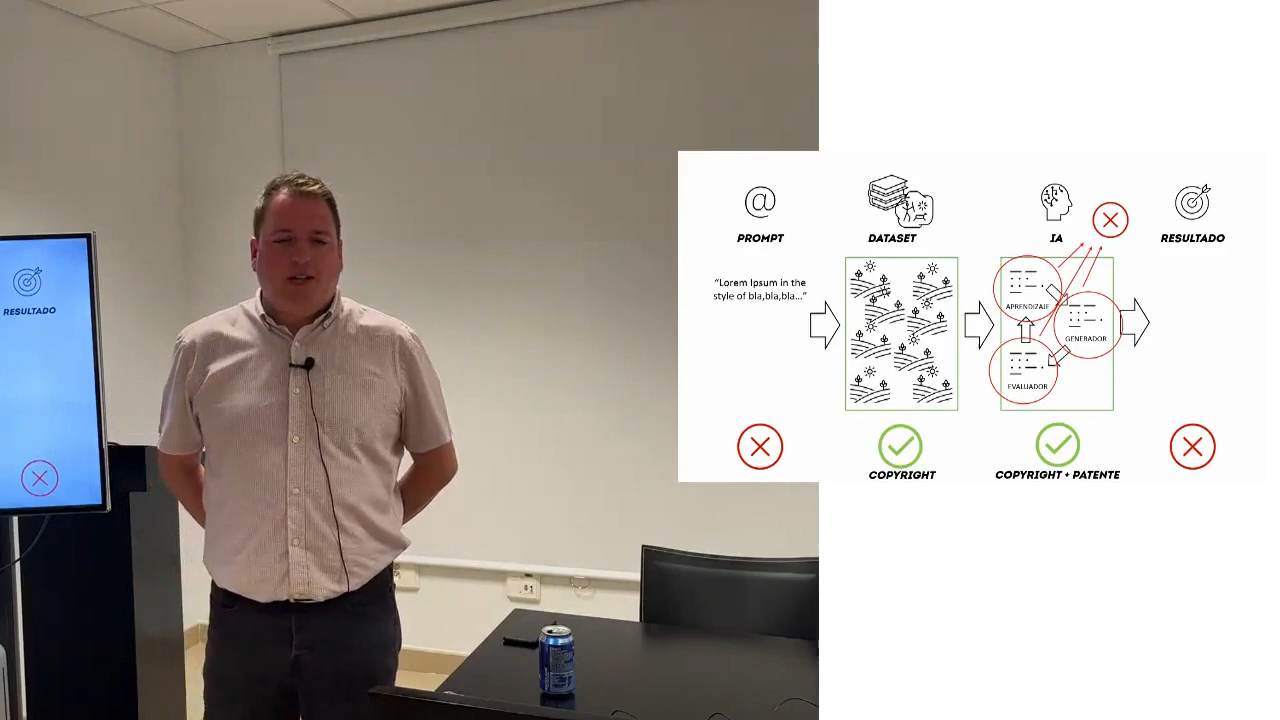 RESULTADO
@
PROMPT
DATASET
IA
RESULTADO
“Lorem Ipsum in the
style of bla,bla,bla...”
APRENDIZAJE
GENERADOR
EVALUADOR
COPYRIGHT
COPYRIGHT + PATENTE